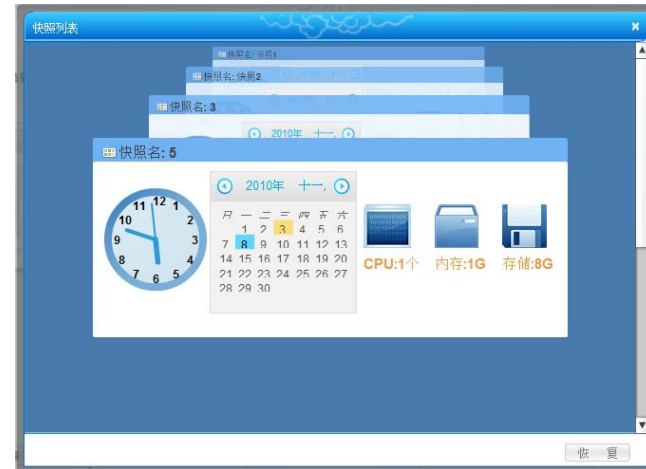 快照列表
快照名: 快照1
快照名: 快照2
快照名: 3
2010年 十一,
快照名: 5
2010年 十一,
日 一 二 三 四 五 六
1 2 3 4 5 6
7 8 9 10 11 12 13
14 15 16 17 18 19 20
21 22 23 24 25 26 27
28 29 30
11 12 1
10 2
9 3
8 4
7 6 5
CPU:1个 内存:1G 存储:8G
恢 复